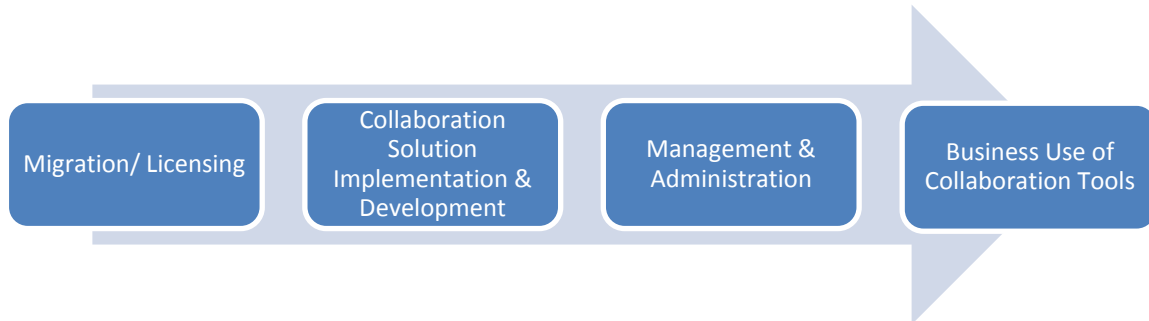 Migration/ Licensing
Collaboration
Solution
Implementation &
Development
Management &
Administration
Business Use of
Collaboration Tools